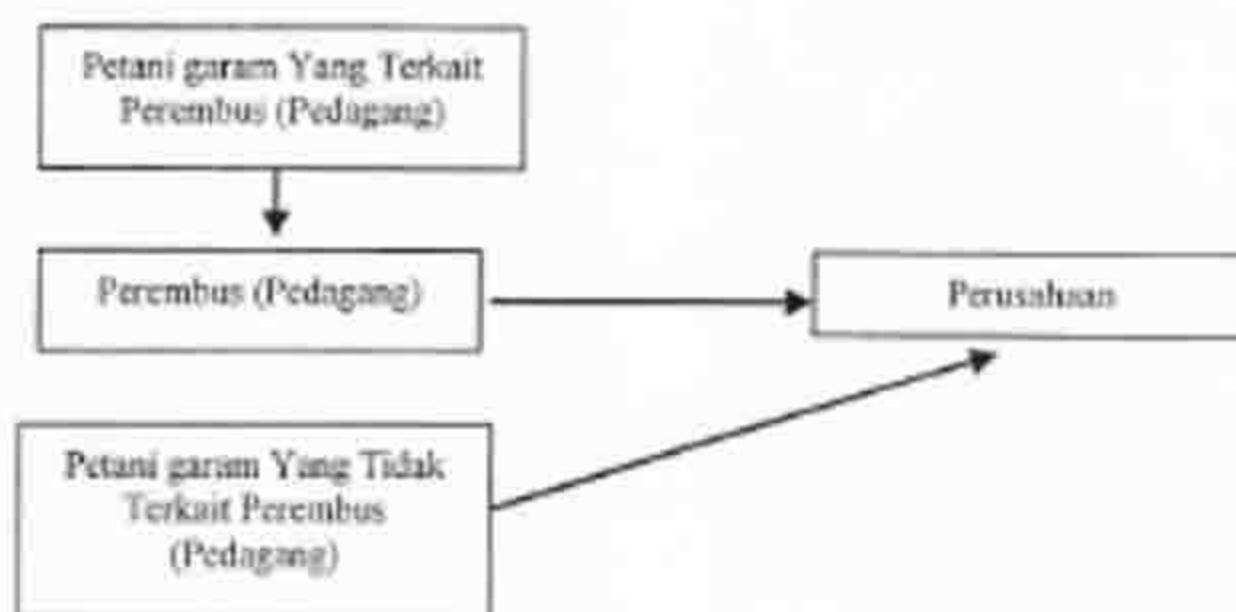 Petani garam Yang Terkait
Perembus (Pedagang)
Perembus (Pedagang)
Perusahaan
Petani garam Yang Tidak
Terkait Perembus
(Pedagang)